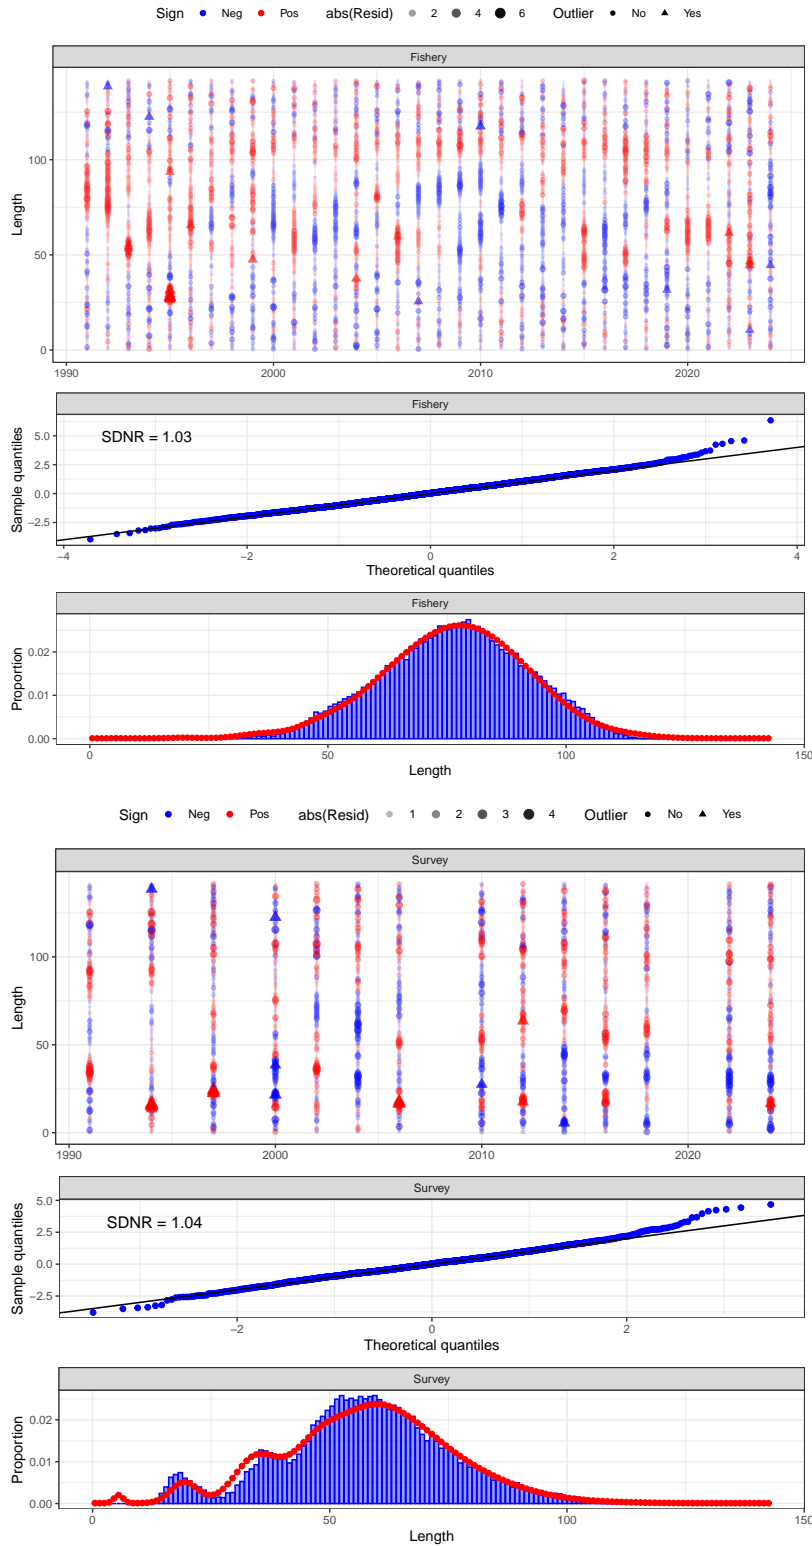 Sign Neg Pos abs(Resid) 2 4 6 Outlier No Yes
Fishery
Length
100
50
0
1990 2000 2010 2020
Fishery
SDNR = 1.03
Sample quantiles
5.0
2.5
0.0
−2.5
−4 −2 0 2 4
Theoretical quantiles
Fishery
Proportion
0.02
0.01
0.00
0 50 100 150
Length
Sign Neg Pos abs(Resid) 1 2 3 4 Outlier No Yes
Survey
Length
100
50
0
1990 2000 2010 2020
Survey
SDNR = 1.04
Sample quantiles
5.0
2.5
0.0
−2.5
−2 0 2
Theoretical quantiles
Survey
Proportion
0.02
0.01
0.00
0 50 100 150
Length